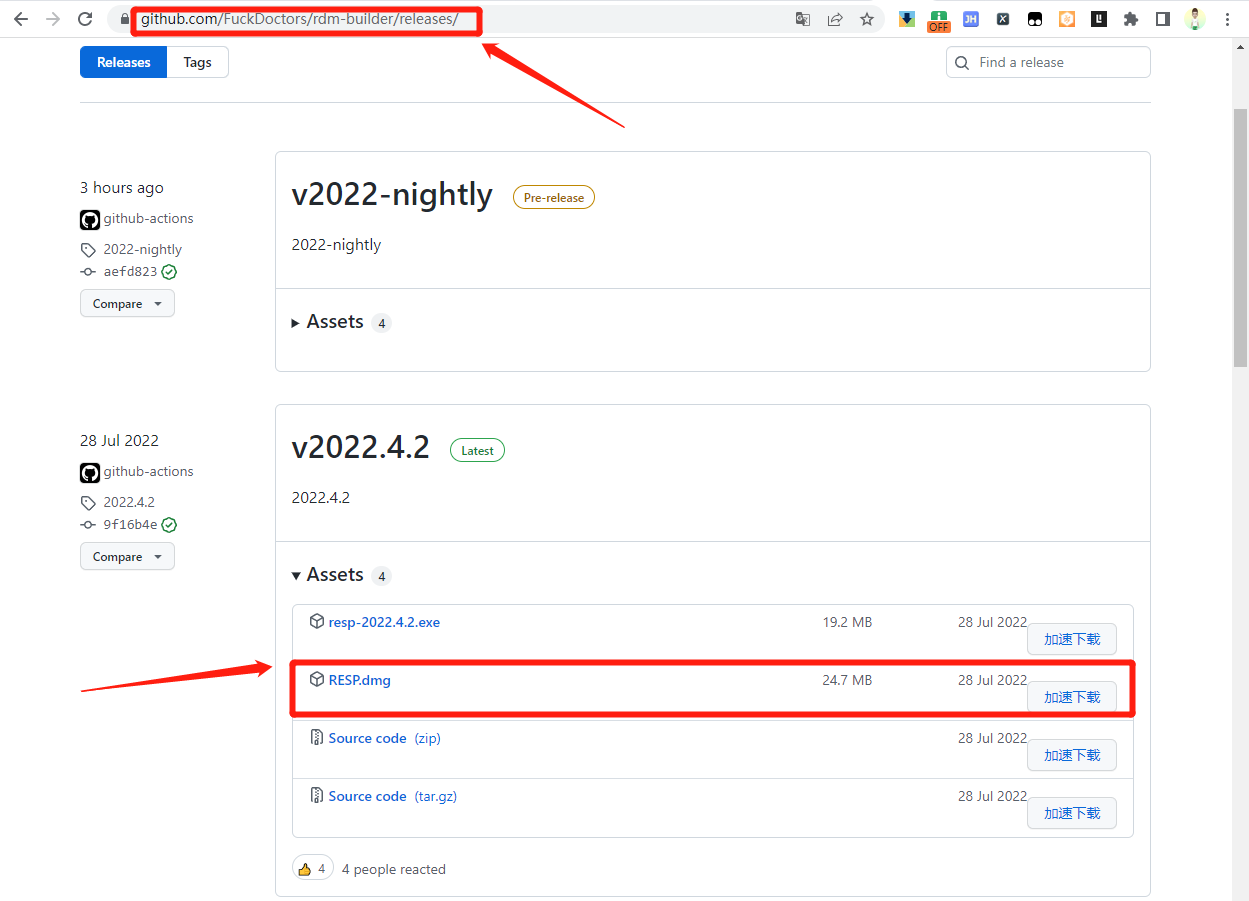 github.com/FuckDoctors/rdm-builder/releases/
OFF
JH
X
Releases
Tags
Find a release
3 hours ago
github-actions
2022-nightly
aefd823
Compare
v2022-nightly
Pre-release
2022-nightly
Assets 4
28 Jul 2022
github-actions
2022.4.2
9f16b4e
Compare
v2022.4.2
Latest
2022.4.2
Assets 4
resp-2022.4.2.exe 19.2 MB 28 Jul 2022
加速下载
RESP.dmg 24.7 MB 28 Jul 2022
加速下载
Source code (zip) 28 Jul 2022
加速下载
Source code (tar.gz) 28 Jul 2022
加速下载
4 4 people reacted